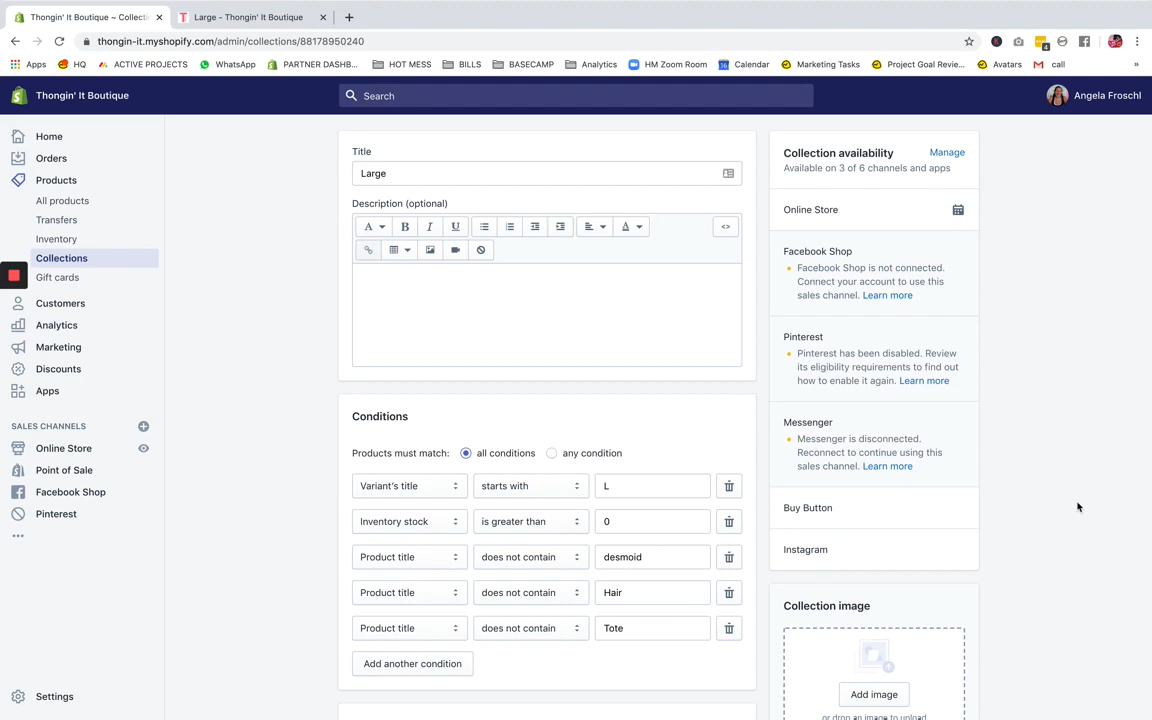 Thongin' It Boutique ~ Collecti
Large - Thongin' It Boutique
thongin-it.myshopify.com/admin/collections/88178950240
Apps
HQ
ACTIVE PROJECTS
WhatsApp
PARTNER DASHB...
HOT MESS
BILLS
BASECAMP
Analytics
HM Zoom Room
Calendar
Marketing Tasks
Project Goal Revie...
Avatars
call
»
Thongin' It Boutique
Search
Angela Froschl
Home
Orders
Products
All products
Transfers
Inventory
Collections
Gift cards
Customers
Analytics
Marketing
Discounts
Apps
SALES CHANNELS
Online Store
Point of Sale
Facebook Shop
Pinterest
Settings
Title
Large
Description (optional)
A B I U A <>
Conditions
Products must match: all conditions any condition
Variant's title starts with L
Inventory stock is greater than 0
Product title does not contain desmoid
Product title does not contain Hair
Product title does not contain Tote
Add another condition
Collection availability Manage
Available on 3 of 6 channels and apps
Online Store
Facebook Shop
Facebook Shop is not connected.
Connect your account to use this
sales channel. Learn more
Pinterest
Pinterest has been disabled. Review
its eligibility requirements to find out
how to enable it again. Learn more
Messenger
Messenger is disconnected.
Reconnect to continue using this
sales channel. Learn more
Buy Button
Instagram
Collection image
Add image
or drop an image to upload